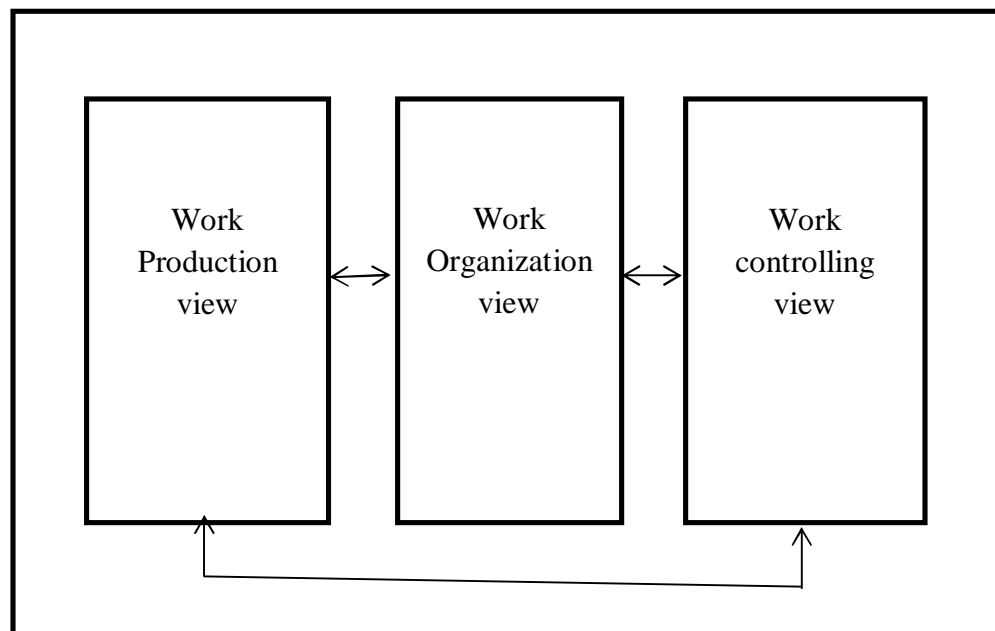 Work
Production
view
Work
Organization
view
Work
controlling
view